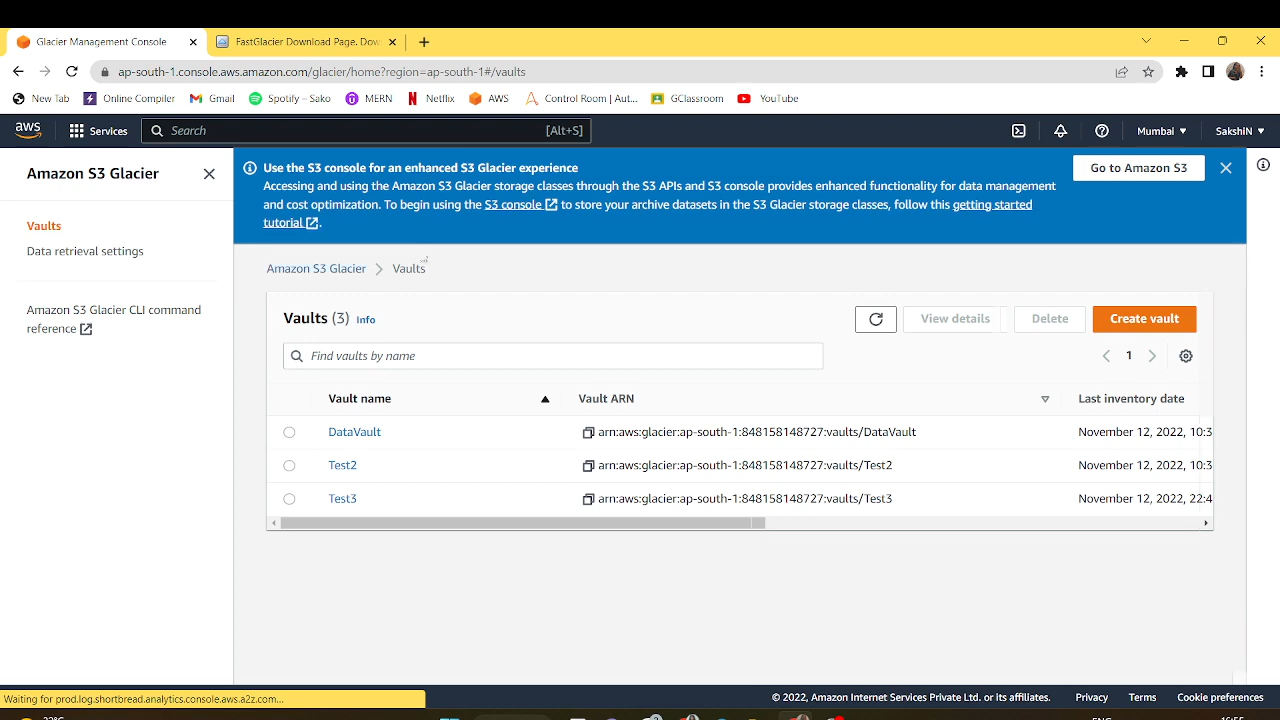 Glacier Management Console
FastGlacier Download Page. Dow
ap-south-1.console.aws.amazon.com/glacier/home?region=ap-south-1#/vaults
New Tab Online Compiler Gmail Spotify – Sako MERN Netflix AWS Control Room | Aut... GClassroom YouTube
aws Services Search [Alt+S] Mumbai SakshiN
Amazon S3 Glacier
Vaults
Data retrieval settings
Amazon S3 Glacier CLI command
reference
Use the S3 console for an enhanced S3 Glacier experience
Accessing and using the Amazon S3 Glacier storage classes through the S3 APIs and S3 console provides enhanced functionality for data management
and cost optimization. To begin using the S3 console to store your archive datasets in the S3 Glacier storage classes, follow this getting started
tutorial.
Go to Amazon S3
Amazon S3 Glacier Vaults
Vaults (3) Info
View details Delete Create vault
Find vaults by name
1
Vault name Vault ARN Last inventory date
DataVault arn:aws:glacier:ap-south-1:848158148727:vaults/DataVault November 12, 2022, 10:3
Test2 arn:aws:glacier:ap-south-1:848158148727:vaults/Test2 November 12, 2022, 10:3
Test3 arn:aws:glacier:ap-south-1:848158148727:vaults/Test3 November 12, 2022, 22:4
Waiting for prod.log.shortbread.analytics.console.aws.a2z.com...
© 2022, Amazon Internet Services Private Ltd. or its affiliates. Privacy Terms Cookie preferences